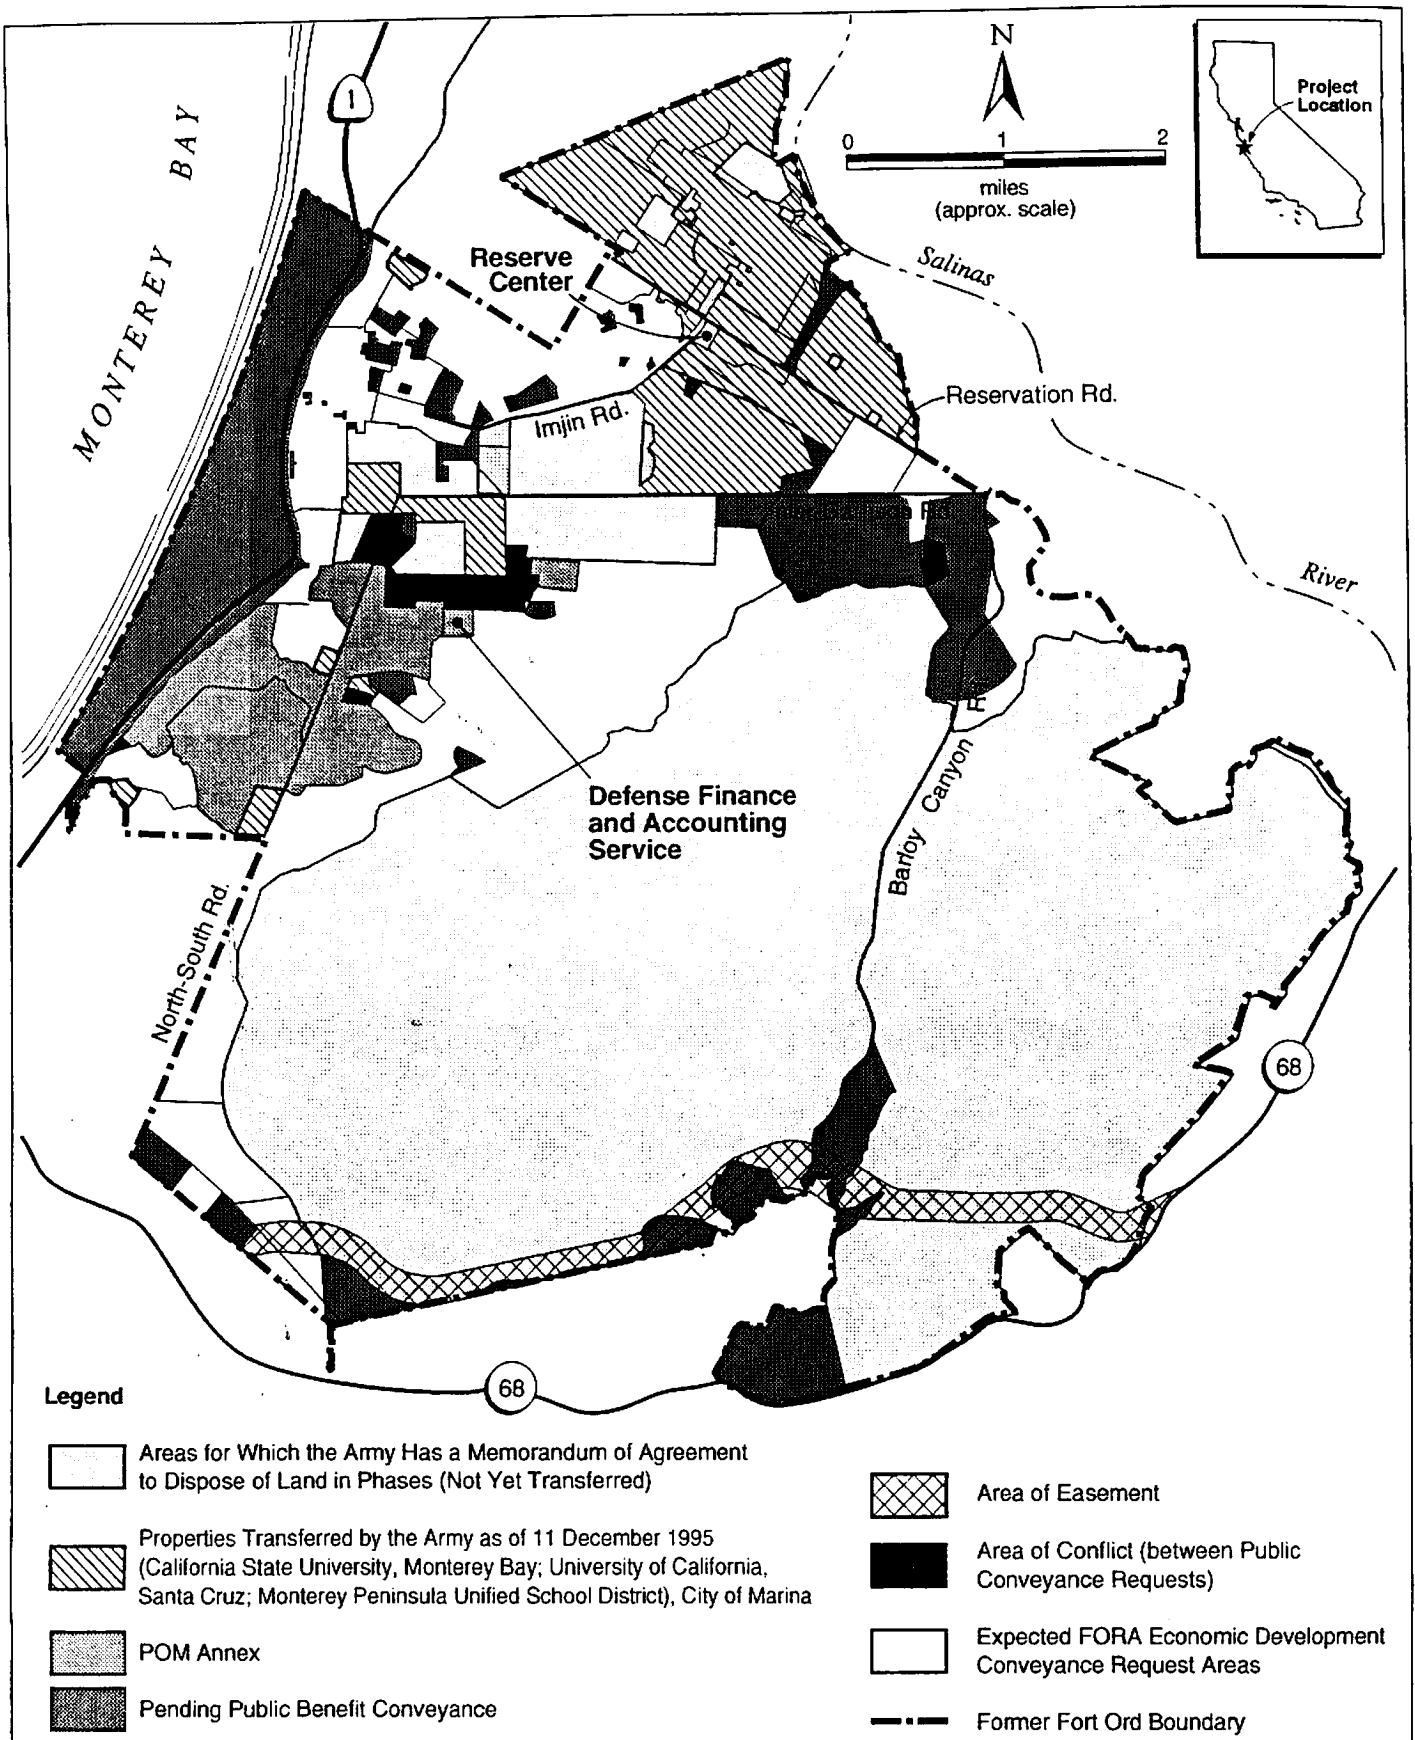 N
1
0 1 2
miles
(approx. scale)
Project
Location
MONTEREY BAY
Reserve
Center
Salinas
Reservation Rd.
Imjin Rd.
Rd.
River
Defense Finance
and Accounting
Service
Barloy Canyon
North-South Rd.
68
68
Legend
Areas for Which the Army Has a Memorandum of Agreement
to Dispose of Land in Phases (Not Yet Transferred)
Properties Transferred by the Army as of 11 December 1995
(California State University, Monterey Bay; University of California,
Santa Cruz; Monterey Peninsula Unified School District), City of Marina
POM Annex
Pending Public Benefit Conveyance
Area of Easement
Area of Conflict (between Public
Conveyance Requests)
Expected FORA Economic Development
Conveyance Request Areas
Former Fort Ord Boundary